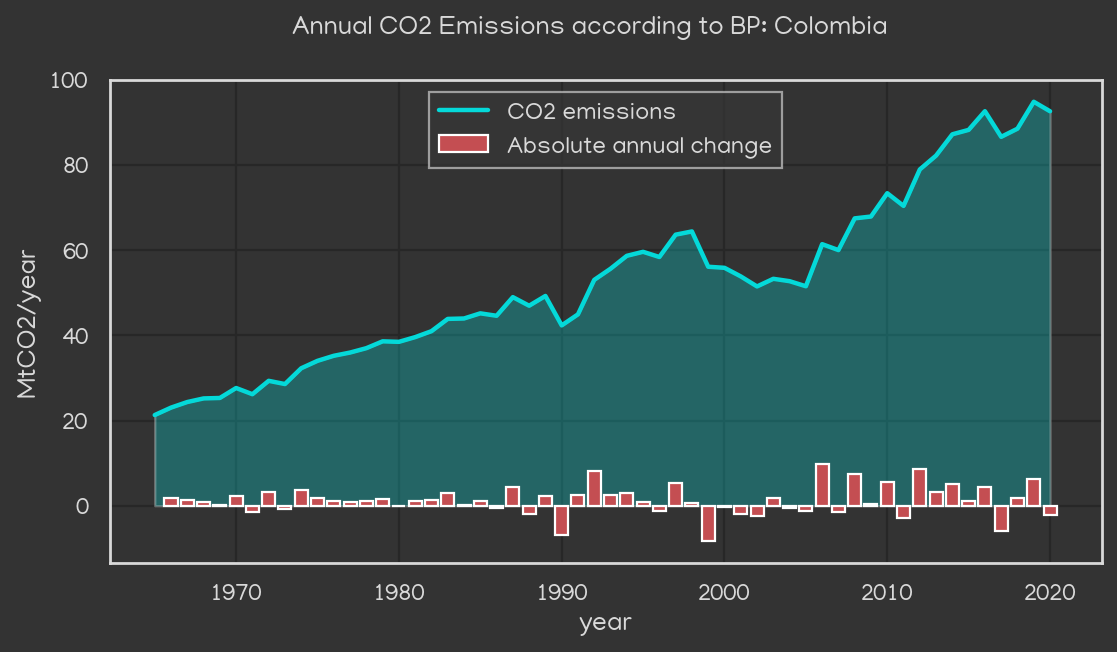 Annual CO2 Emissions according to BP: Colombia
100
80
60
40
20
0
MtCO2/year
CO2 emissions
Absolute annual change
1970 1980 1990 2000 2010 2020
year